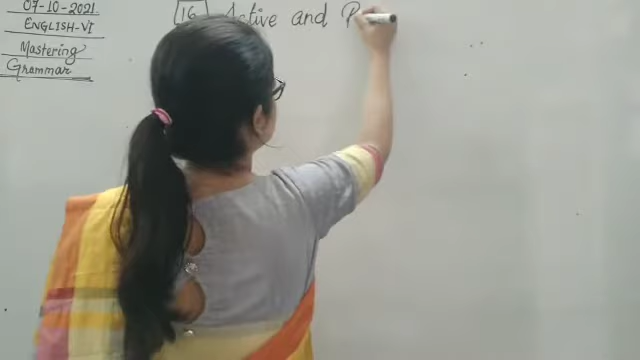 07-10-2021
ENGLISH-VI
Mastering
Grammar
16 Active and P